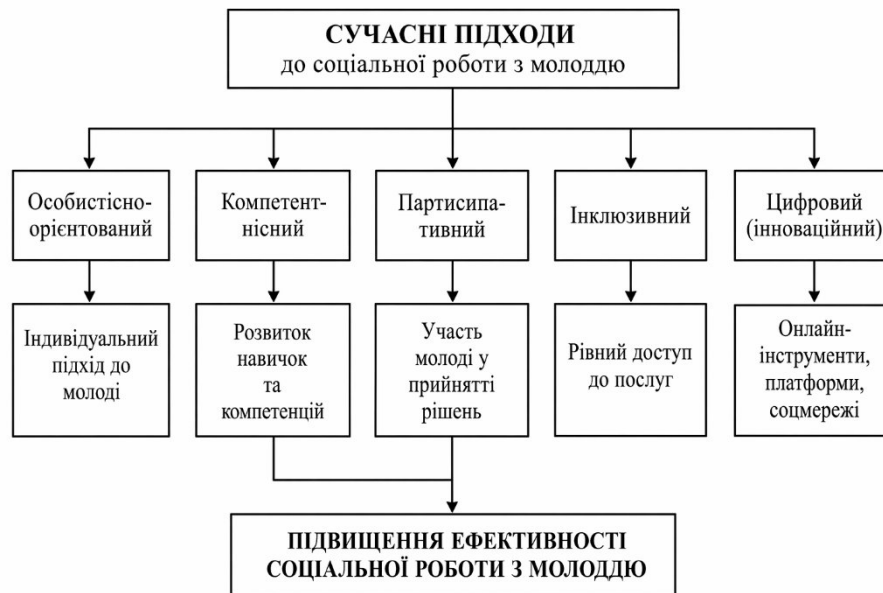 СУЧАСНІ ПІДХОДИ
до соціальної роботи з молоддю
Особистісно-
орієнтований
Компетент-
нісний
Партисипа-
тивний
Інклюзивний
Цифровий
(інноваційний)
Індивідуальний
підхід до
молоді
Розвиток
навичок
та
компетенцій
Участь
молоді у
прийнятті
рішень
Рівний доступ
до послуг
Онлайн-
інструменти,
платформи,
соцмережі
ПІДВИЩЕННЯ ЕФЕКТИВНОСТІ
СОЦІАЛЬНОЇ РОБОТИ З МОЛОДДЮ